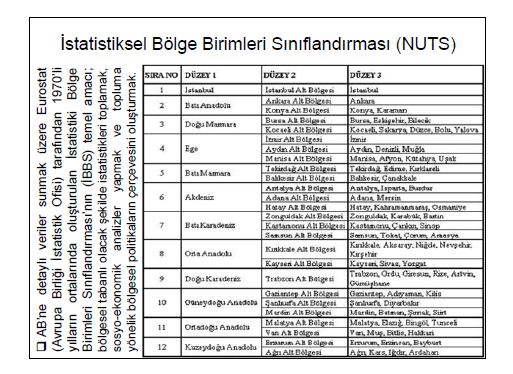 İstatistiksel Bölge Birimleri Sınıflandırması (NUTS)
❑ AB'ne detaylı veriler sunmak üzere Eurostat
(Avrupa Birliği İstatistik Ofisi) tarafından 1970'li
yılların ortalarında oluşturulan İstatistiki Bölge
Birimleri Sınıflandırması'nın (İBBS) temel amacı;
bölgesel tabanlı olacak şekilde istatistikleri toplamak,
sosyo-ekonomik analizler yapmak ve topluma
yönelik bölgesel politikaların çerçevesini oluşturmak.
SIRA NO DÜZEY 1 DÜZEY 2 DÜZEY 3
1 İstanbul İstanbul Alt Bölgesi İstanbul
2 Batı Anadolu Ankara Alt Bölgesi Ankara
Konya Alt Bölgesi Konya, Karaman
3 Doğu Marmara Bursa Alt Bölgesi Bursa, Eskişehir, Bilecik
Kocaeli Alt Bölgesi Kocaeli, Sakarya, Düzce, Bolu, Yalova
4 Ege İzmir Alt Bölgesi İzmir
Aydın Alt Bölgesi Aydın, Denizli, Muğla
Manisa Alt Bölgesi Manisa, Afyon, Kütahya, Uşak
5 Batı Marmara Tekirdağ Alt Bölgesi Tekirdağ, Edirne, Kırklareli
Balıkesir Alt Bölgesi Balıkesir, Çanakkale
6 Akdeniz Antalya Alt Bölgesi Antalya, Isparta, Burdur
Adana Alt Bölgesi Adana, Mersin
Hatay Alt Bölgesi Hatay, Kahramanmaraş, Osmaniye
7 Batı Karadeniz Zonguldak Alt Bölgesi Zonguldak, Karabük, Bartın
Kastamonu Alt Bölgesi Kastamonu, Çankırı, Sinop
Samsun Alt Bölgesi Samsun, Tokat, Çorum, Amasya
8 Orta Anadolu Kırıkkale Alt Bölgesi Kırıkkale, Aksaray, Niğde, Nevşehir,
Kırşehir
Kayseri Alt Bölgesi Kayseri, Sivas, Yozgat
9 Doğu Karadeniz Trabzon Alt Bölgesi Trabzon, Ordu, Giresun, Rize, Artvin,
Gümüşhane
10 Güneydoğu Anadolu Gaziantep Alt Bölgesi Gaziantep, Adıyaman, Kilis
Şanlıurfa Alt Bölgesi Şanlıurfa, Diyarbakır
Mardin Alt Bölgesi Mardin, Batman, Şırnak, Siirt
11 Ortadoğu Anadolu Malatya Alt Bölgesi Malatya, Elazığ, Bingöl, Tunceli
Van Alt Bölgesi Van, Muş, Bitlis, Hakkari
12 Kuzeydoğu Anadolu Erzurum Alt Bölgesi Erzurum, Erzincan, Bayburt
Ağrı Alt Bölgesi Ağrı, Kars, Iğdır, Ardahan